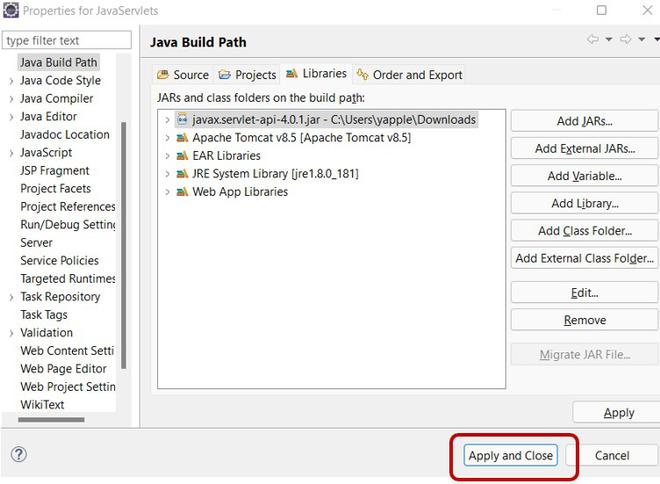 Properties for JavaServlets
type filter text
Java Build Path
Java Code Style
Java Compiler
Java Editor
Javadoc Location
JavaScript
JSP Fragment
Project Facets
Project References
Run/Debug Setting
Server
Service Policies
Targeted Runtimes
Task Repository
Task Tags
Validation
Web Content Setti
Web Page Editor
Web Project Settin
WikiText
Java Build Path
Source Projects Libraries Order and Export
JARs and class folders on the build path:
javax.servlet-api-4.0.1.jar - C:\Users\yapple\Downloads
Apache Tomcat v8.5 [Apache Tomcat v8.5]
EAR Libraries
JRE System Library [jre1.8.0_181]
Web App Libraries
Add JARs...
Add External JARs...
Add Variable...
Add Library...
Add Class Folder...
Add External Class Folder...
Edit...
Remove
Migrate JAR File...
Apply
? Apply and Close Cancel